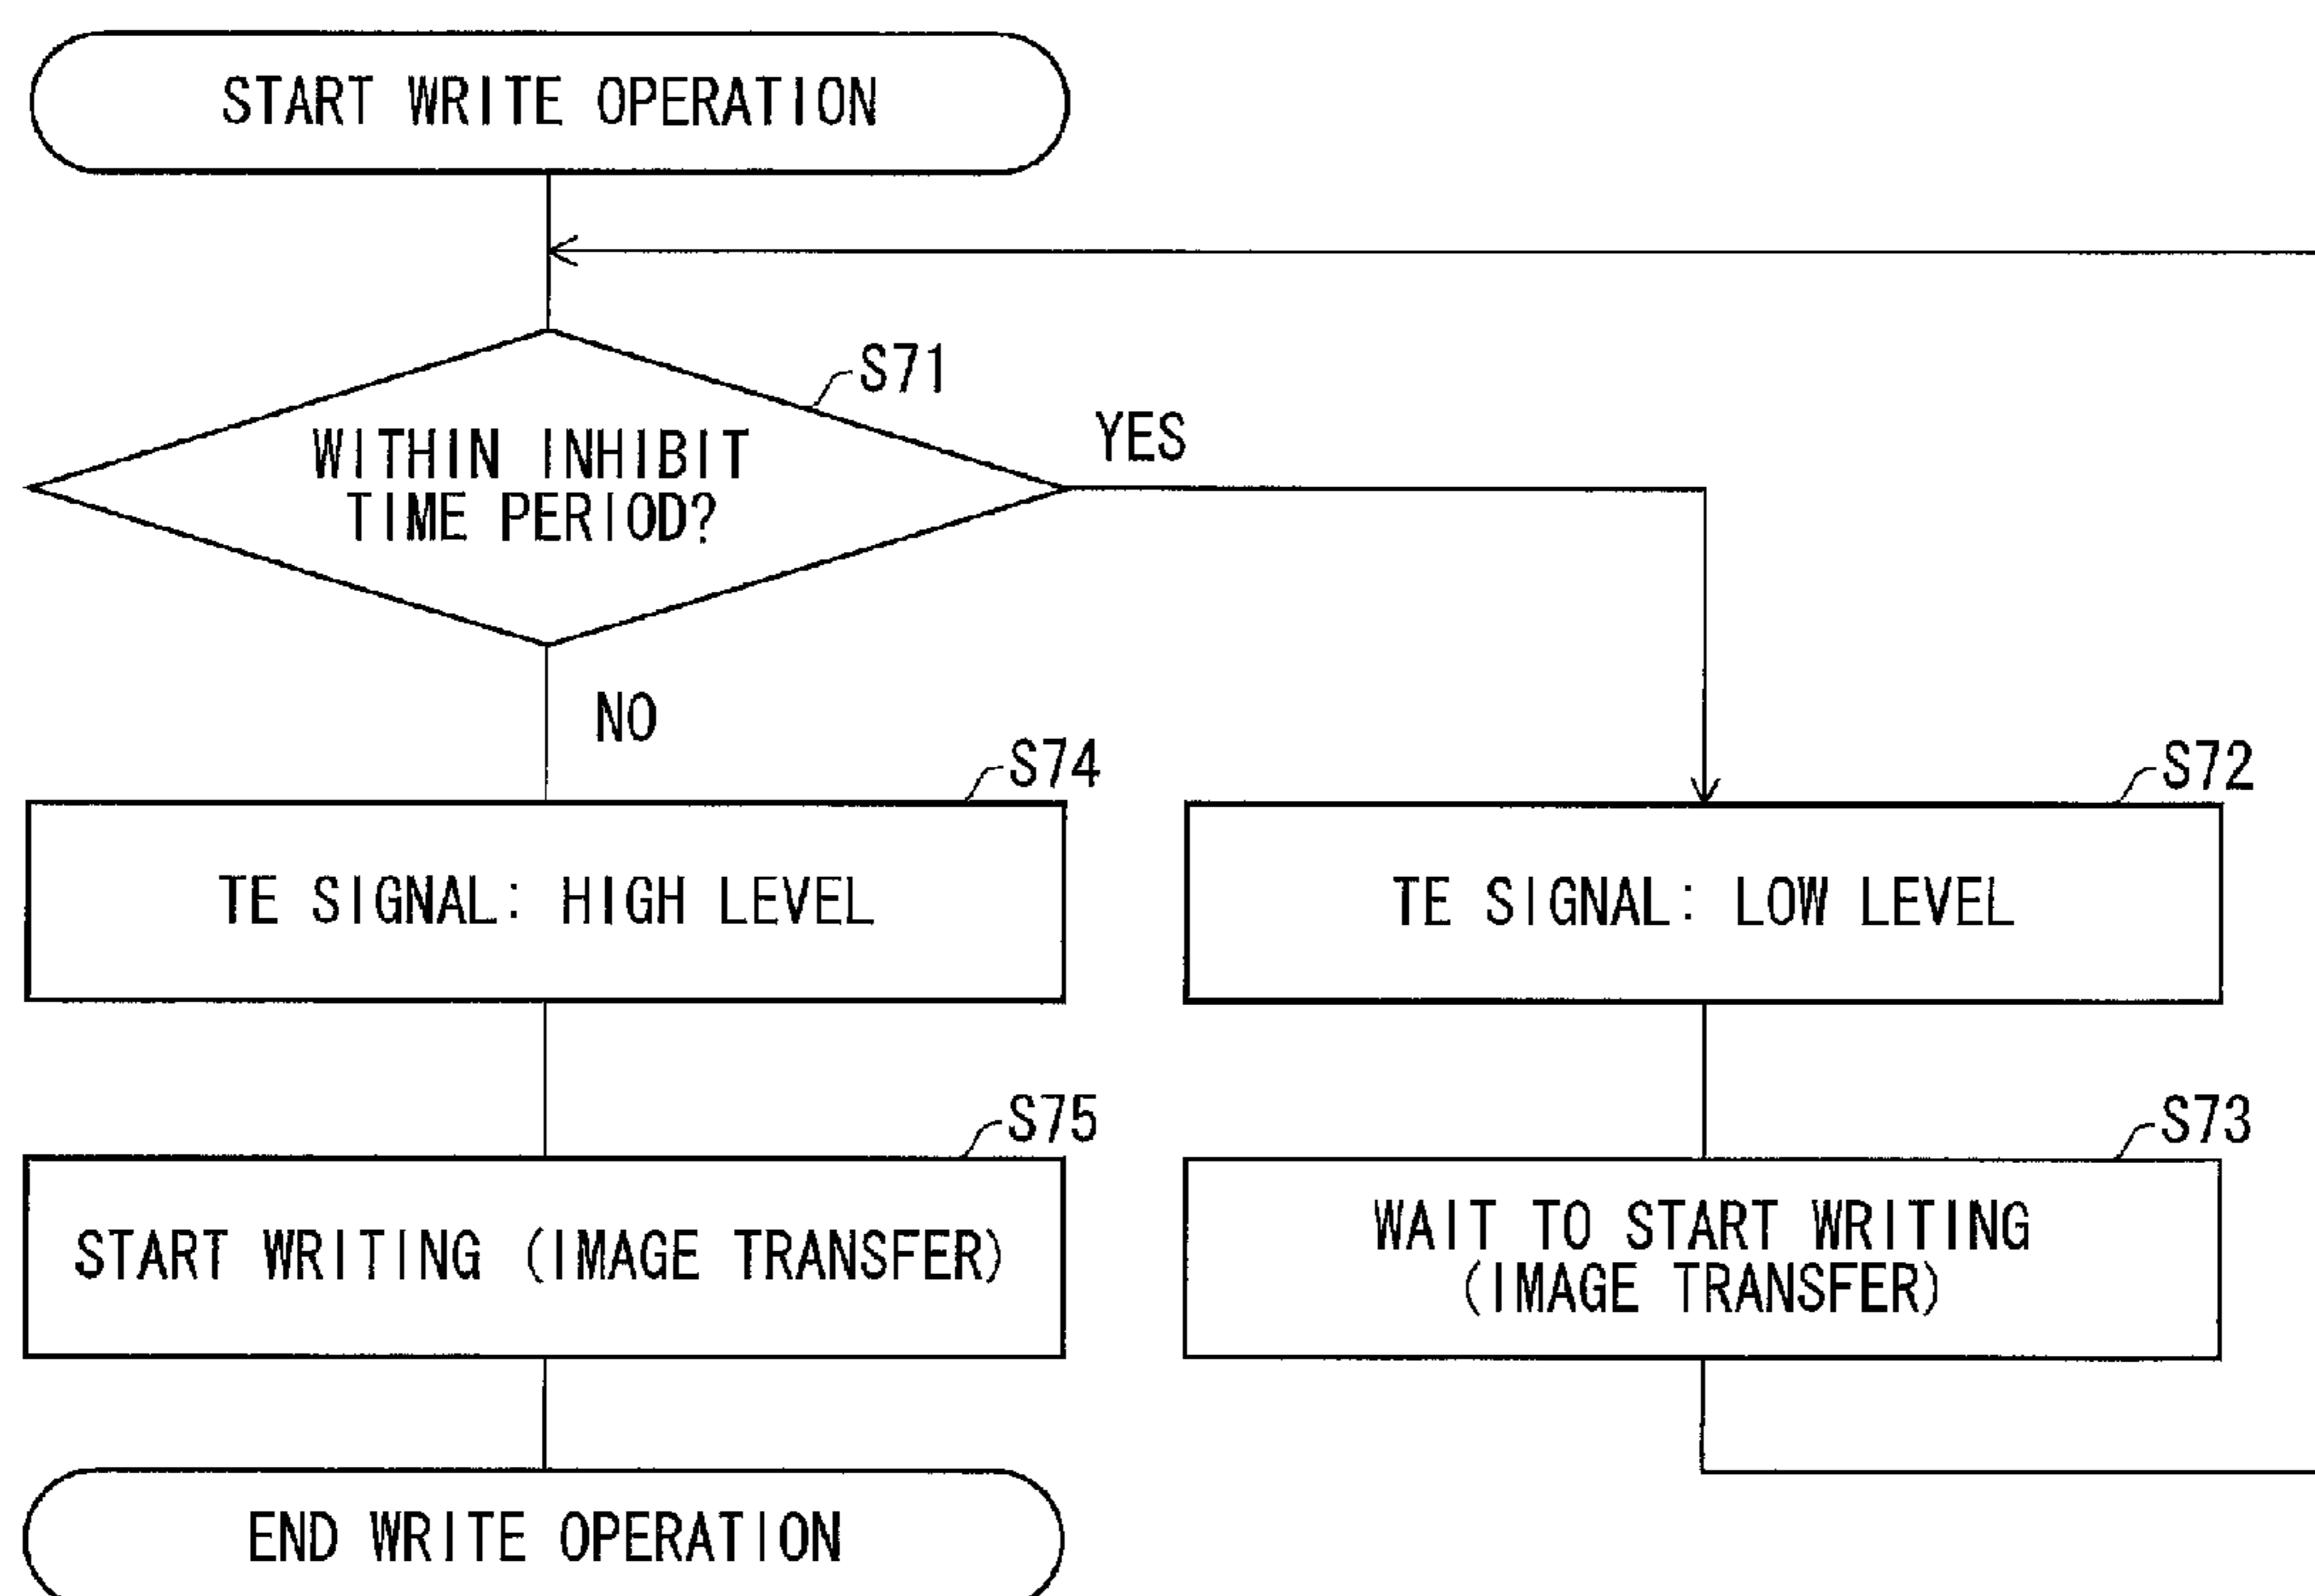 START WRITE OPERATION
S71
WITHIN INHIBIT
TIME PERIOD?
YES
NO
S74
TE SIGNAL: HIGH LEVEL
S72
TE SIGNAL: LOW LEVEL
S75
START WRITING (IMAGE TRANSFER)
S73
WAIT TO START WRITING
(IMAGE TRANSFER)
END WRITE OPERATION